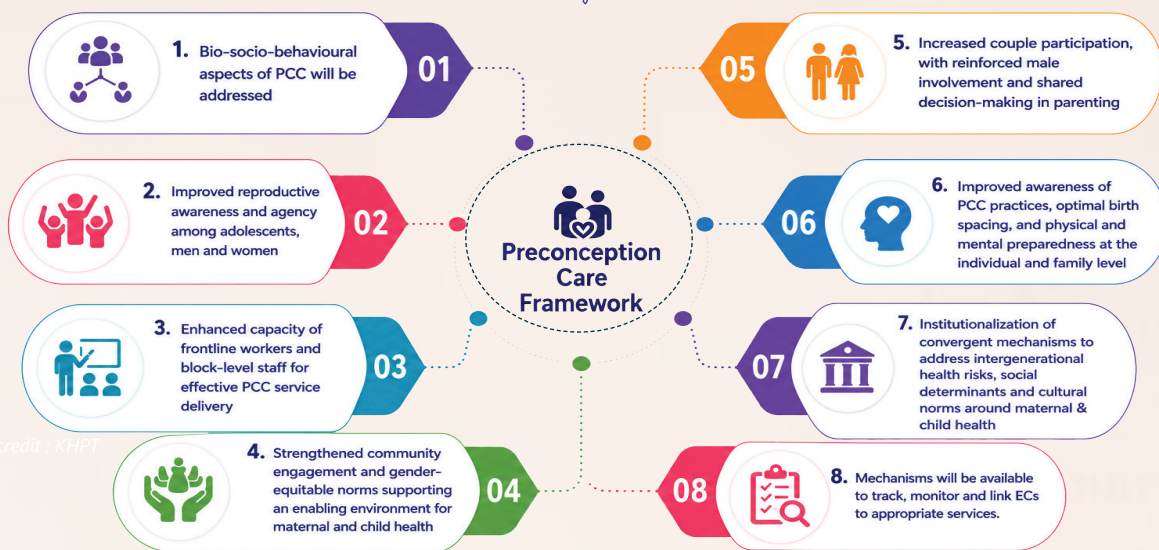 1. Bio-socio-behavioural
aspects of PCC will be
addressed
01
2. Improved reproductive
awareness and agency
among adolescents,
men and women
02
3. Enhanced capacity of
frontline workers and
block-level staff for
effective PCC service
delivery
03
4. Strengthened community
engagement and gender-
equitable norms supporting
an enabling environment for
maternal and child health
04
Preconception
Care
Framework
05
5. Increased couple participation,
with reinforced male
involvement and shared
decision-making in parenting
06
6. Improved awareness of
PCC practices, optimal birth
spacing, and physical and
mental preparedness at the
individual and family level
07
7. Institutionalization of
convergent mechanisms to
address intergenerational
health risks, social
determinants and cultural
norms around maternal &
child health
08
8. Mechanisms will be available
to track, monitor and link ECs
to appropriate services.
credit : KHPT